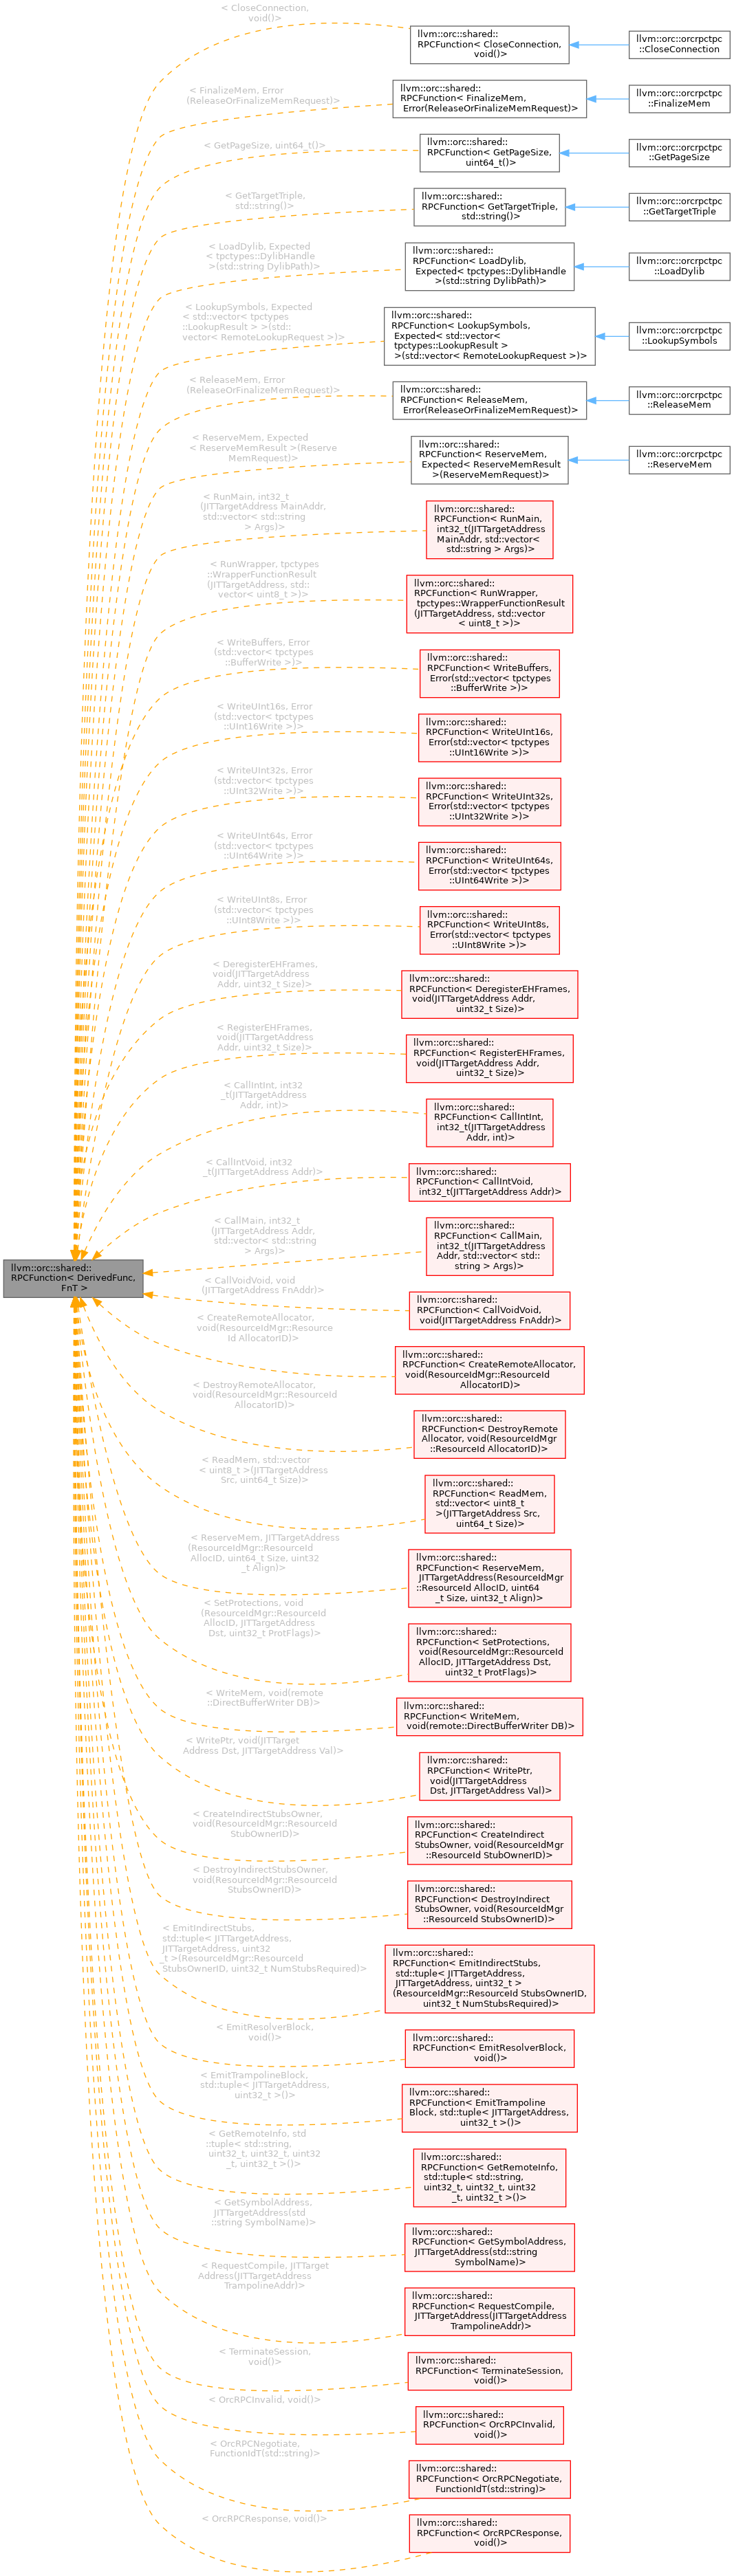 < CloseConnection,
void()>
llvm::orc::shared::
RPCFunction< CloseConnection,
void()>
llvm::orc::orcrpctpc
::CloseConnection
< FinalizeMem, Error
(ReleaseOrFinalizeMemRequest)>
llvm::orc::shared::
RPCFunction< FinalizeMem,
Error(ReleaseOrFinalizeMemRequest)>
llvm::orc::orcrpctpc
::FinalizeMem
< GetPageSize, uint64_t()>
llvm::orc::shared::
RPCFunction< GetPageSize,
uint64_t()>
llvm::orc::orcrpctpc
::GetPageSize
< GetTargetTriple,
std::string()>
llvm::orc::shared::
RPCFunction< GetTargetTriple,
std::string()>
llvm::orc::orcrpctpc
::GetTargetTriple
< LoadDylib, Expected
< tpctypes::DylibHandle
>(std::string DylibPath)>
llvm::orc::shared::
RPCFunction< LoadDylib,
Expected< tpctypes::DylibHandle
>(std::string DylibPath)>
llvm::orc::orcrpctpc
::LoadDylib
< LookupSymbols, Expected
< std::vector< tpctypes
::LookupResult > >(std::
vector< RemoteLookupRequest >)>
llvm::orc::shared::
RPCFunction< LookupSymbols,
Expected< std::vector<
tpctypes::LookupResult >
>(std::vector< RemoteLookupRequest >)>
llvm::orc::orcrpctpc
::LookupSymbols
< ReleaseMem, Error
(ReleaseOrFinalizeMemRequest)>
llvm::orc::shared::
RPCFunction< ReleaseMem,
Error(ReleaseOrFinalizeMemRequest)>
llvm::orc::orcrpctpc
::ReleaseMem
< ReserveMem, Expected
< ReserveMemResult >(Reserve
MemRequest)>
llvm::orc::shared::
RPCFunction< ReserveMem,
Expected< ReserveMemResult
>(ReserveMemRequest)>
llvm::orc::orcrpctpc
::ReserveMem
< RunMain, int32_t
(JITTargetAddress MainAddr,
std::vector< std::string
> Args)>
llvm::orc::shared::
RPCFunction< RunMain,
int32_t(JITTargetAddress
MainAddr, std::vector<
std::string > Args)>
< RunWrapper, tpctypes
::WrapperFunctionResult
(JITTargetAddress, std::
vector< uint8_t >)>
llvm::orc::shared::
RPCFunction< RunWrapper,
tpctypes::WrapperFunctionResult
(JITTargetAddress, std::vector
< uint8_t >)>
< WriteBuffers, Error
(std::vector< tpctypes
::BufferWrite >)>
llvm::orc::shared::
RPCFunction< WriteBuffers,
Error(std::vector< tpctypes
::BufferWrite >)>
< WriteUInt16s, Error
(std::vector< tpctypes
::UInt16Write >)>
llvm::orc::shared::
RPCFunction< WriteUInt16s,
Error(std::vector< tpctypes
::UInt16Write >)>
< WriteUInt32s, Error
(std::vector< tpctypes
::UInt32Write >)>
llvm::orc::shared::
RPCFunction< WriteUInt32s,
Error(std::vector< tpctypes
::UInt32Write >)>
< WriteUInt64s, Error
(std::vector< tpctypes
::UInt64Write >)>
llvm::orc::shared::
RPCFunction< WriteUInt64s,
Error(std::vector< tpctypes
::UInt64Write >)>
< WriteUInt8s, Error
(std::vector< tpctypes
::UInt8Write >)>
llvm::orc::shared::
RPCFunction< WriteUInt8s,
Error(std::vector< tpctypes
::UInt8Write >)>
< DeregisterEHFrames,
void(JITTargetAddress
Addr, uint32_t Size)>
llvm::orc::shared::
RPCFunction< DeregisterEHFrames,
void(JITTargetAddress Addr,
uint32_t Size)>
< RegisterEHFrames,
void(JITTargetAddress
Addr, uint32_t Size)>
llvm::orc::shared::
RPCFunction< RegisterEHFrames,
void(JITTargetAddress Addr,
uint32_t Size)>
< CallIntInt, int32
_t(JITTargetAddress
Addr, int)>
llvm::orc::shared::
RPCFunction< CallIntInt,
int32_t(JITTargetAddress
Addr, int)>
< CallIntVoid, int32
_t(JITTargetAddress Addr)>
llvm::orc::shared::
RPCFunction< CallIntVoid,
int32_t(JITTargetAddress Addr)>
< CallMain, int32_t
(JITTargetAddress Addr,
std::vector< std::string
> Args)>
llvm::orc::shared::
RPCFunction< CallMain,
int32_t(JITTargetAddress
Addr, std::vector< std::
string > Args)>
llvm::orc::shared::
RPCFunction< DerivedFunc,
FnT >
< CallVoidVoid, void
(JITTargetAddress FnAddr)>
llvm::orc::shared::
RPCFunction< CallVoidVoid,
void(JITTargetAddress FnAddr)>
< CreateRemoteAllocator,
void(ResourceIdMgr::Resource
Id AllocatorID)>
llvm::orc::shared::
RPCFunction< CreateRemoteAllocator,
void(ResourceIdMgr::ResourceId
AllocatorID)>
< DestroyRemoteAllocator,
void(ResourceIdMgr::ResourceId
AllocatorID)>
llvm::orc::shared::
RPCFunction< DestroyRemote
Allocator, void(ResourceIdMgr
::ResourceId AllocatorID)>
< ReadMem, std::vector
< uint8_t >(JITTargetAddress
Src, uint64_t Size)>
llvm::orc::shared::
RPCFunction< ReadMem,
std::vector< uint8_t
>(JITTargetAddress Src,
uint64_t Size)>
< ReserveMem, JITTargetAddress
(ResourceIdMgr::ResourceId
AllocID, uint64_t Size, uint32
_t Align)>
llvm::orc::shared::
RPCFunction< ReserveMem,
JITTargetAddress(ResourceIdMgr
::ResourceId AllocID, uint64
_t Size, uint32_t Align)>
< SetProtections, void
(ResourceIdMgr::ResourceId
AllocID, JITTargetAddress
Dst, uint32_t ProtFlags)>
llvm::orc::shared::
RPCFunction< SetProtections,
void(ResourceIdMgr::ResourceId
AllocID, JITTargetAddress Dst,
uint32_t ProtFlags)>
< WriteMem, void(remote
::DirectBufferWriter DB)>
llvm::orc::shared::
RPCFunction< WriteMem,
void(remote::DirectBufferWriter DB)>
< WritePtr, void(JITTarget
Address Dst, JITTargetAddress Val)>
llvm::orc::shared::
RPCFunction< WritePtr,
void(JITTargetAddress
Dst, JITTargetAddress Val)>
< CreateIndirectStubsOwner,
void(ResourceIdMgr::ResourceId
StubOwnerID)>
llvm::orc::shared::
RPCFunction< CreateIndirect
StubsOwner, void(ResourceIdMgr
::ResourceId StubOwnerID)>
< DestroyIndirectStubsOwner,
void(ResourceIdMgr::ResourceId
StubsOwnerID)>
llvm::orc::shared::
RPCFunction< DestroyIndirect
StubsOwner, void(ResourceIdMgr
::ResourceId StubsOwnerID)>
< EmitIndirectStubs,
std::tuple< JITTargetAddress,
JITTargetAddress, uint32
_t >(ResourceIdMgr::ResourceId
StubsOwnerID, uint32_t NumStubsRequired)>
llvm::orc::shared::
RPCFunction< EmitIndirectStubs,
std::tuple< JITTargetAddress,
JITTargetAddress, uint32_t >
(ResourceIdMgr::ResourceId StubsOwnerID,
uint32_t NumStubsRequired)>
< EmitResolverBlock,
void()>
llvm::orc::shared::
RPCFunction< EmitResolverBlock,
void()>
< EmitTrampolineBlock,
std::tuple< JITTargetAddress,
uint32_t >()>
llvm::orc::shared::
RPCFunction< EmitTrampoline
Block, std::tuple< JITTargetAddress,
uint32_t >()>
< GetRemoteInfo, std
::tuple< std::string,
uint32_t, uint32_t, uint32
_t, uint32_t >()>
llvm::orc::shared::
RPCFunction< GetRemoteInfo,
std::tuple< std::string,
uint32_t, uint32_t, uint32
_t, uint32_t >()>
< GetSymbolAddress,
JITTargetAddress(std
::string SymbolName)>
llvm::orc::shared::
RPCFunction< GetSymbolAddress,
JITTargetAddress(std::string
SymbolName)>
< RequestCompile, JITTarget
Address(JITTargetAddress
TrampolineAddr)>
llvm::orc::shared::
RPCFunction< RequestCompile,
JITTargetAddress(JITTargetAddress
TrampolineAddr)>
< TerminateSession,
void()>
llvm::orc::shared::
RPCFunction< TerminateSession,
void()>
< OrcRPCInvalid, void()>
llvm::orc::shared::
RPCFunction< OrcRPCInvalid,
void()>
< OrcRPCNegotiate,
FunctionIdT(std::string)>
llvm::orc::shared::
RPCFunction< OrcRPCNegotiate,
FunctionIdT(std::string)>
< OrcRPCResponse, void()>
llvm::orc::shared::
RPCFunction< OrcRPCResponse,
void()>